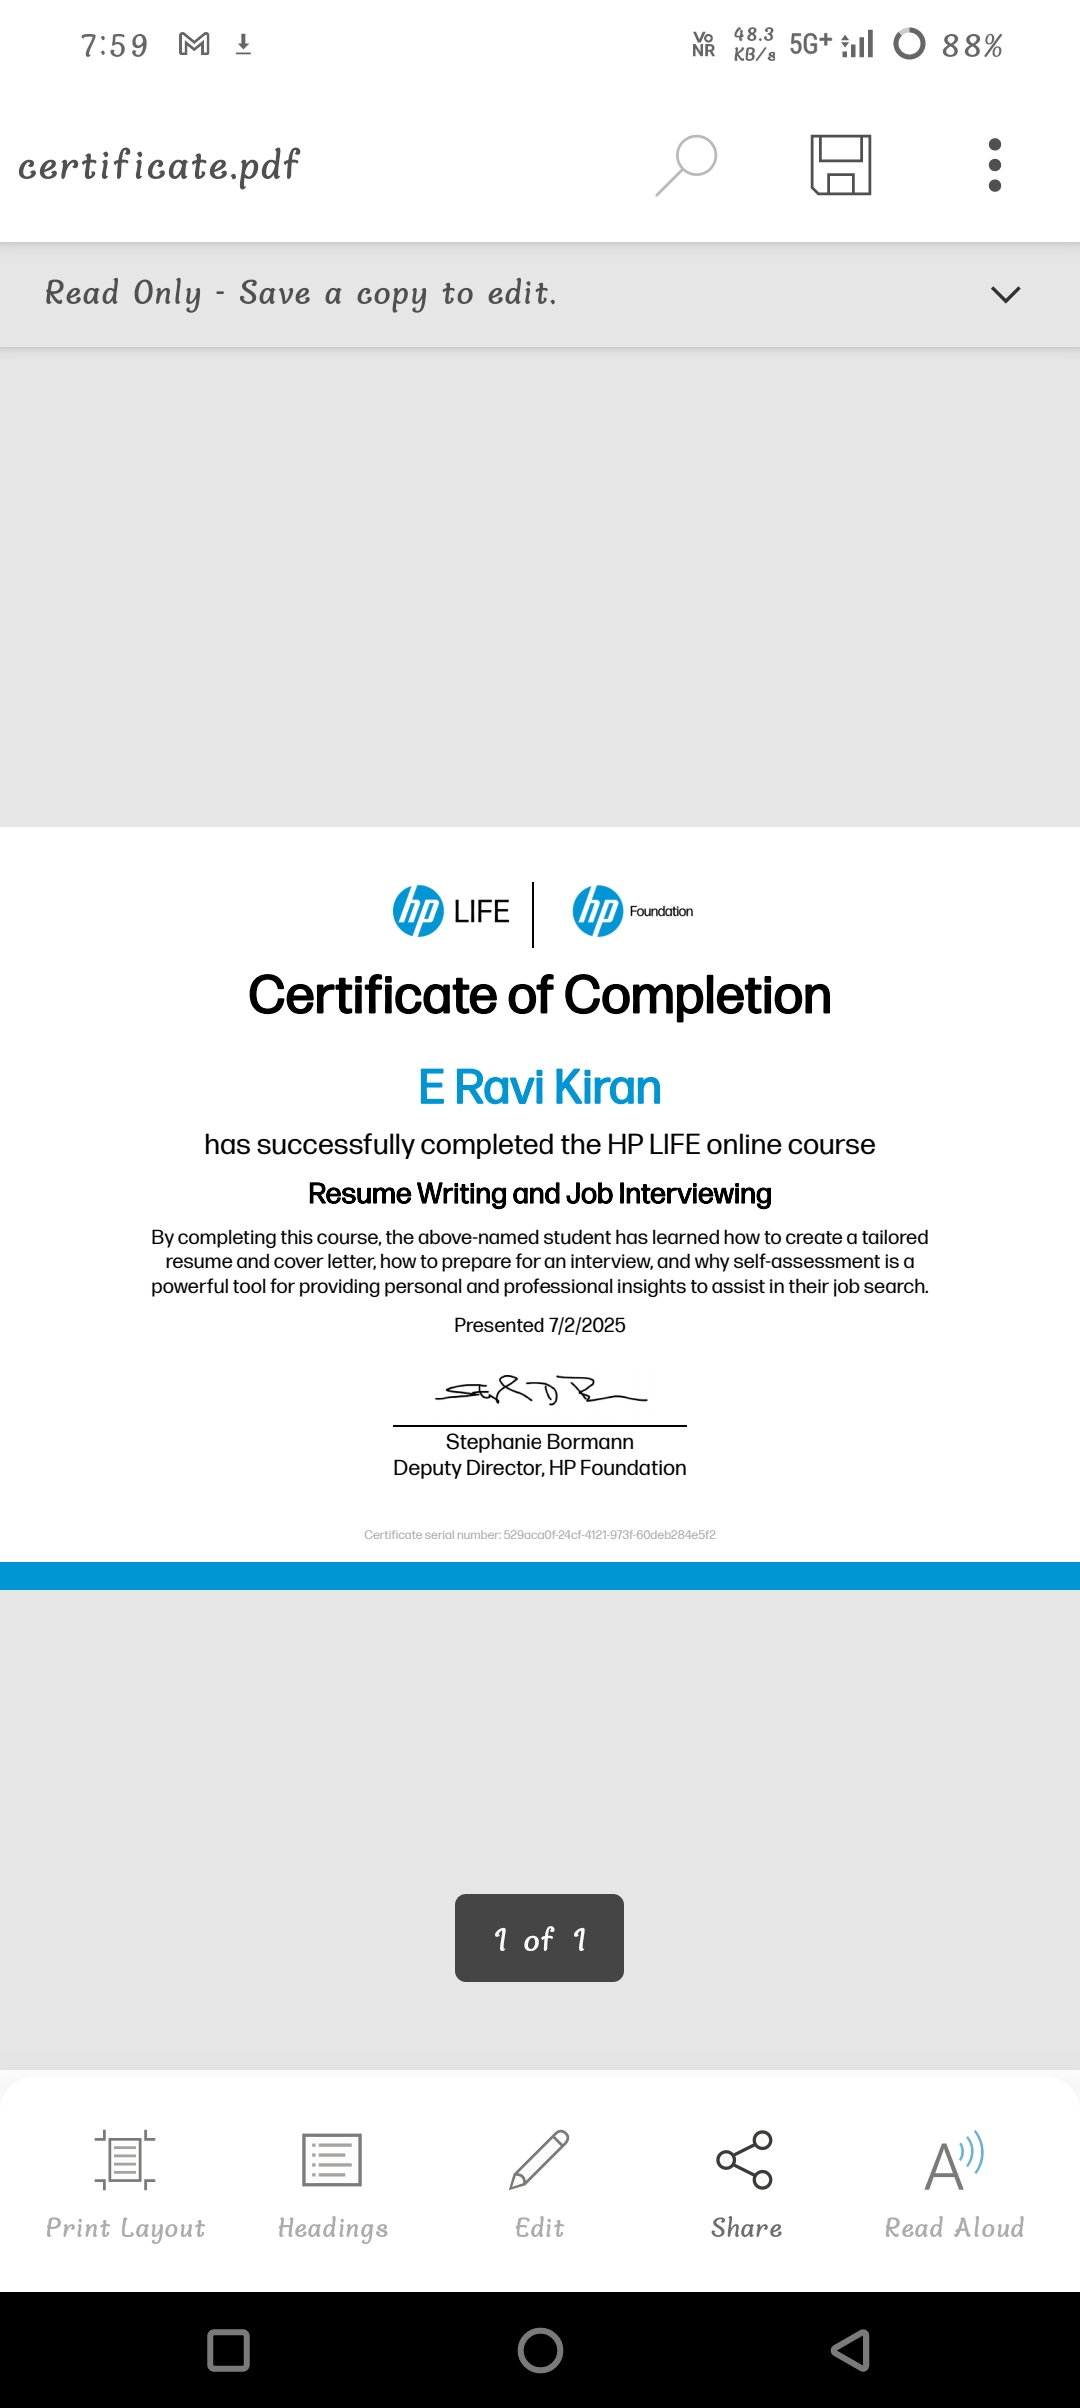 7:59
Vo NR 48.3 KB/s 5G+ 88%
certificate.pdf
Read Only - Save a copy to edit.
hp LIFE hp Foundation
Certificate of Completion
E Ravi Kiran
has successfully completed the HP LIFE online course
Resume Writing and Job Interviewing
By completing this course, the above-named student has learned how to create a tailored
resume and cover letter, how to prepare for an interview, and why self-assessment is a
powerful tool for providing personal and professional insights to assist in their job search.
Presented 7/2/2025
Stephanie Bormann
Deputy Director, HP Foundation
Certificate serial number: 529aca0f-24cf-4121-973f-60deb284e5f2
1 of 1
Print Layout Headings Edit Share Read Aloud